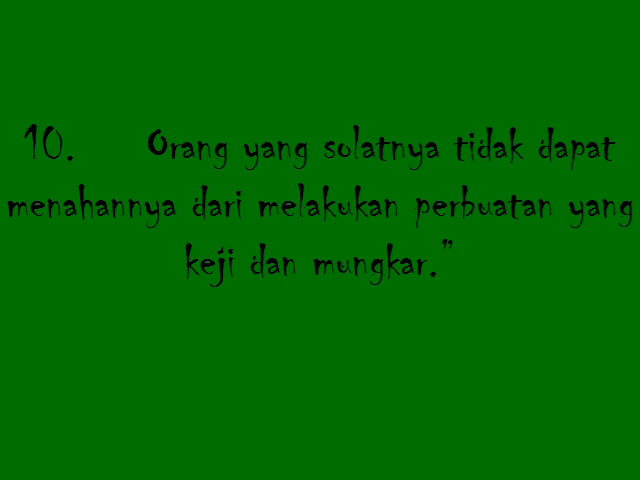 10. Orang yang solatnya tidak dapat
menahannya dari melakukan perbuatan yang
keji dan mungkar.”